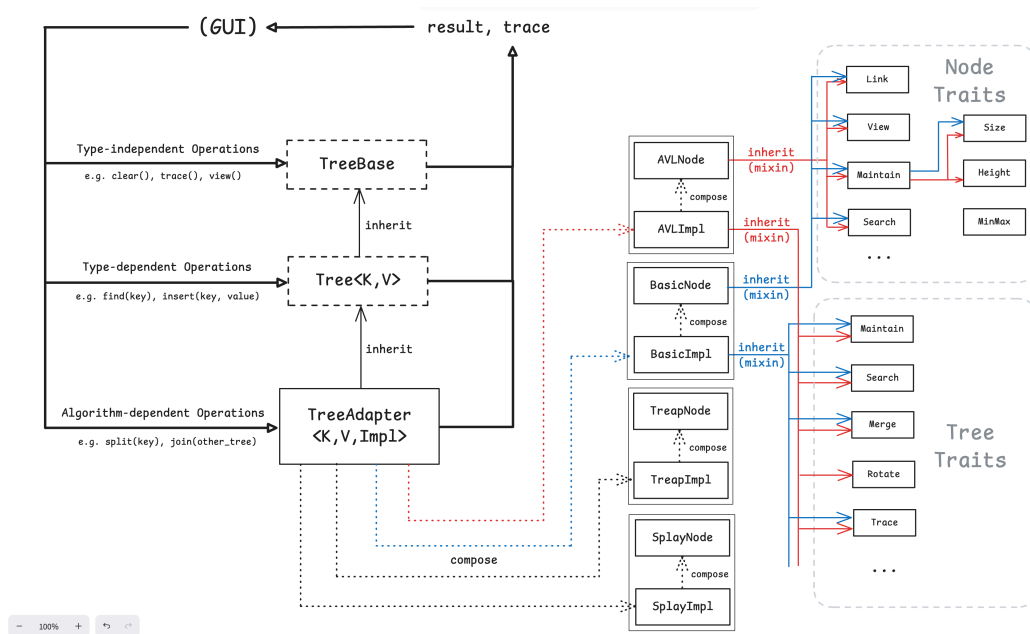 (GUI)
result, trace
Type-independent Operations
e.g. clear(), trace(), view()
TreeBase
inherit
Type-dependent Operations
e.g. find(key), insert(key, value)
Tree<K,V>
inherit
Algorithm-dependent Operations
e.g. split(key), join(other_tree)
TreeAdapter
<K,V,Impl>
compose
AVLNode
compose
AVLImpl
inherit
(mixin)
inherit
(mixin)
BasicNode
compose
BasicImpl
inherit
(mixin)
inherit
(mixin)
TreapNode
compose
TreapImpl
SplayNode
compose
SplayImpl
Node
Traits
Link
View
Maintain
Search
...
Size
Height
MinMax
Tree
Traits
Maintain
Search
Merge
Rotate
Trace
...
− 100% +